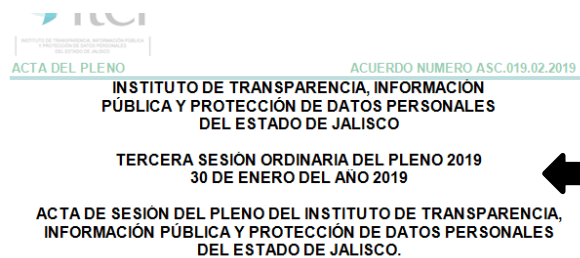 itei
INSTITUTO DE TRANSPARENCIA, INFORMACIÓN PÚBLICA
Y PROTECCIÓN DE DATOS PERSONALES
DEL ESTADO DE JALISCO
ACTA DEL PLENO
ACUERDO NUMERO ASC.019.02.2019
INSTITUTO DE TRANSPARENCIA, INFORMACIÓN
PÚBLICA Y PROTECCIÓN DE DATOS PERSONALES
DEL ESTADO DE JALISCO
TERCERA SESIÓN ORDINARIA DEL PLENO 2019
30 DE ENERO DEL AÑO 2019
ACTA DE SESIÓN DEL PLENO DEL INSTITUTO DE TRANSPARENCIA,
INFORMACIÓN PÚBLICA Y PROTECCIÓN DE DATOS PERSONALES
DEL ESTADO DE JALISCO.